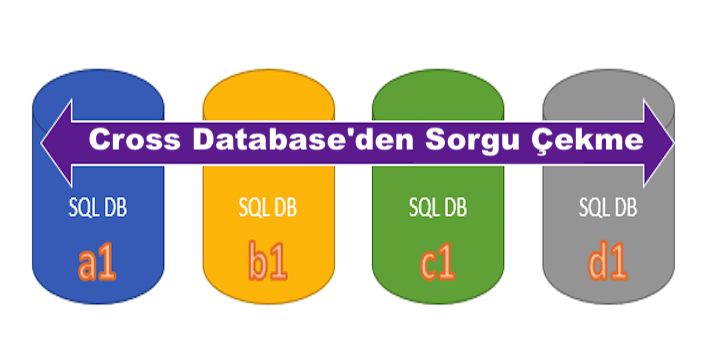 Cross Database'den Sorgu Çekme
SQL DB SQL DB SQL DB SQL DB
a1 b1 c1 d1